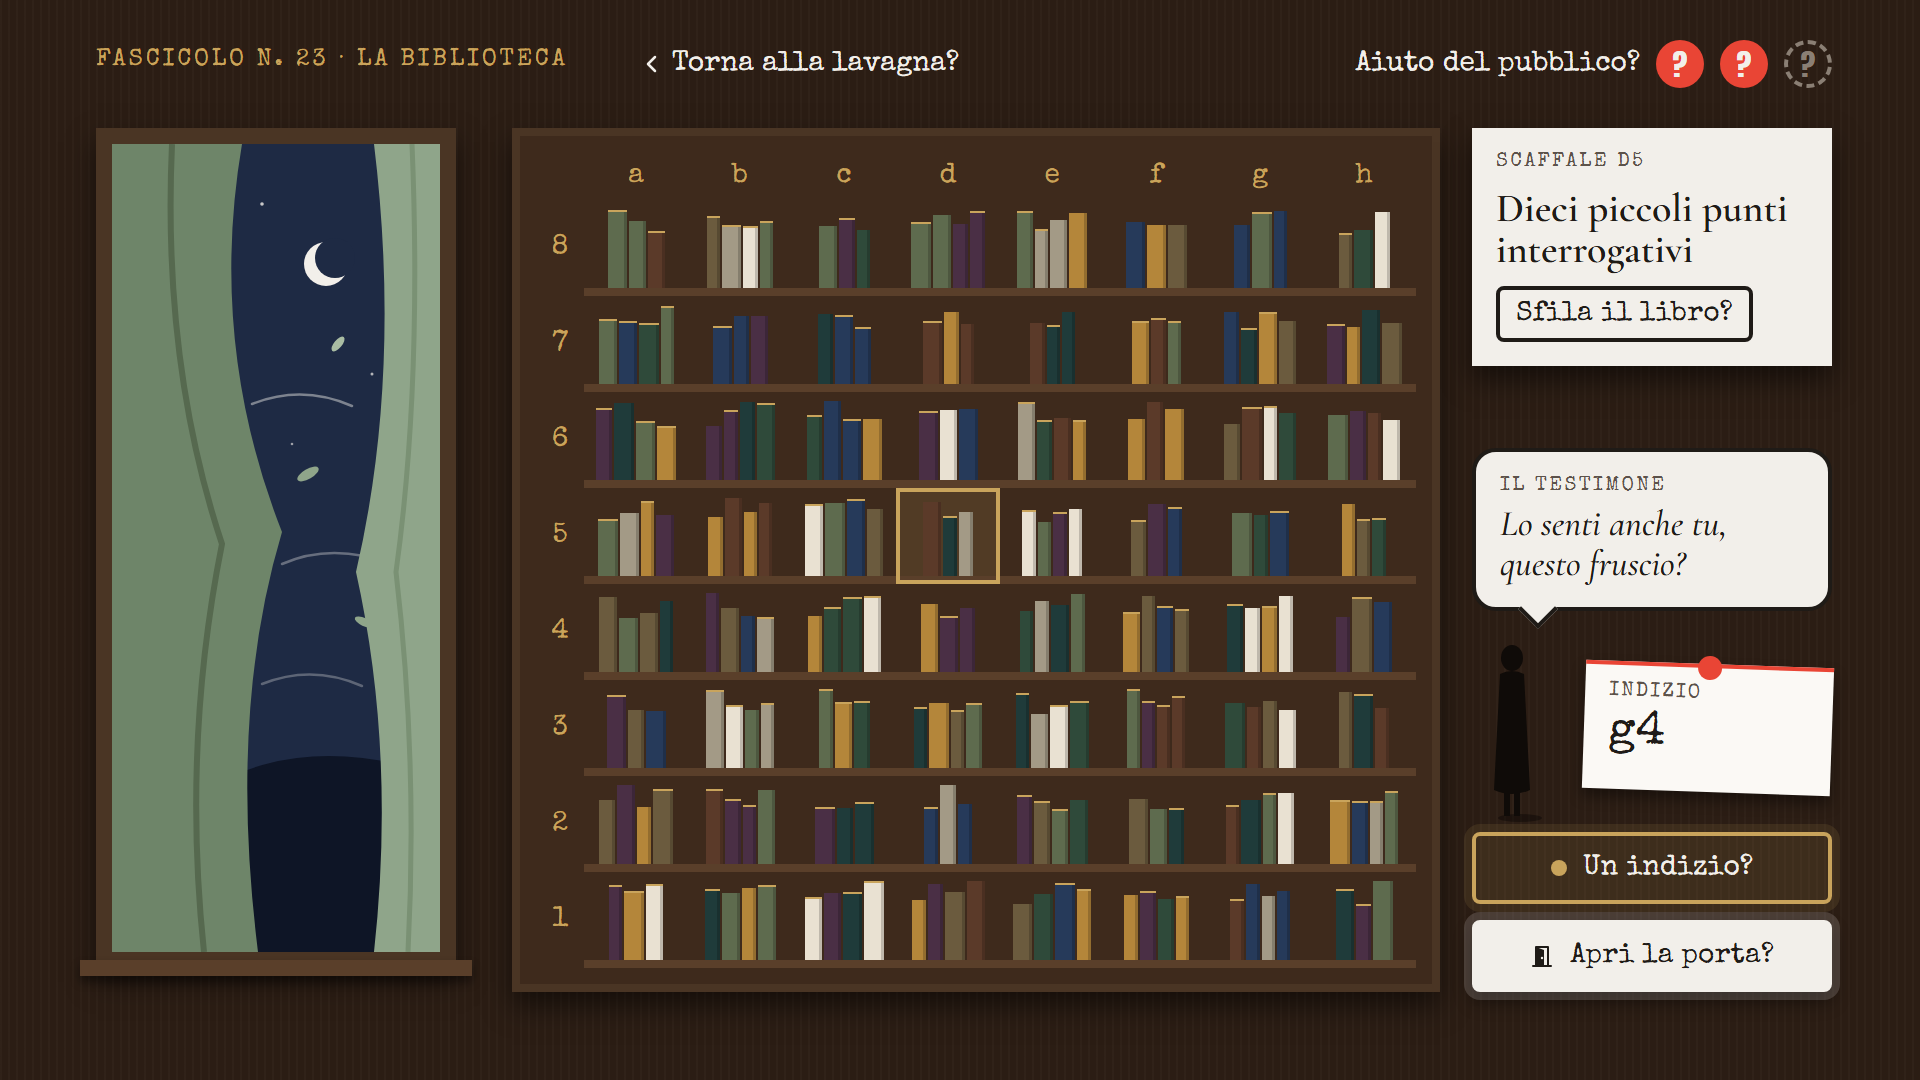 FASCICOLO N. 23 · LA BIBLIOTECA
‹ Torna alla lavagna?
Aiuto del pubblico? ? ? ?
a b c d e f g h
8
7
6
5
4
3
2
1
SCAFFALE D5
Dieci piccoli punti
interrogativi
Sfila il libro?
IL TESTIMONE
Lo senti anche tu,
questo fruscio?
INDIZIO
g4
Un indizio?
Apri la porta?